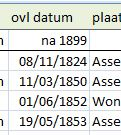 ovl datum plaat
na 1899
08/11/1824 Asse
11/03/1850 Asse
01/06/1852 Won
19/05/1853 Asse